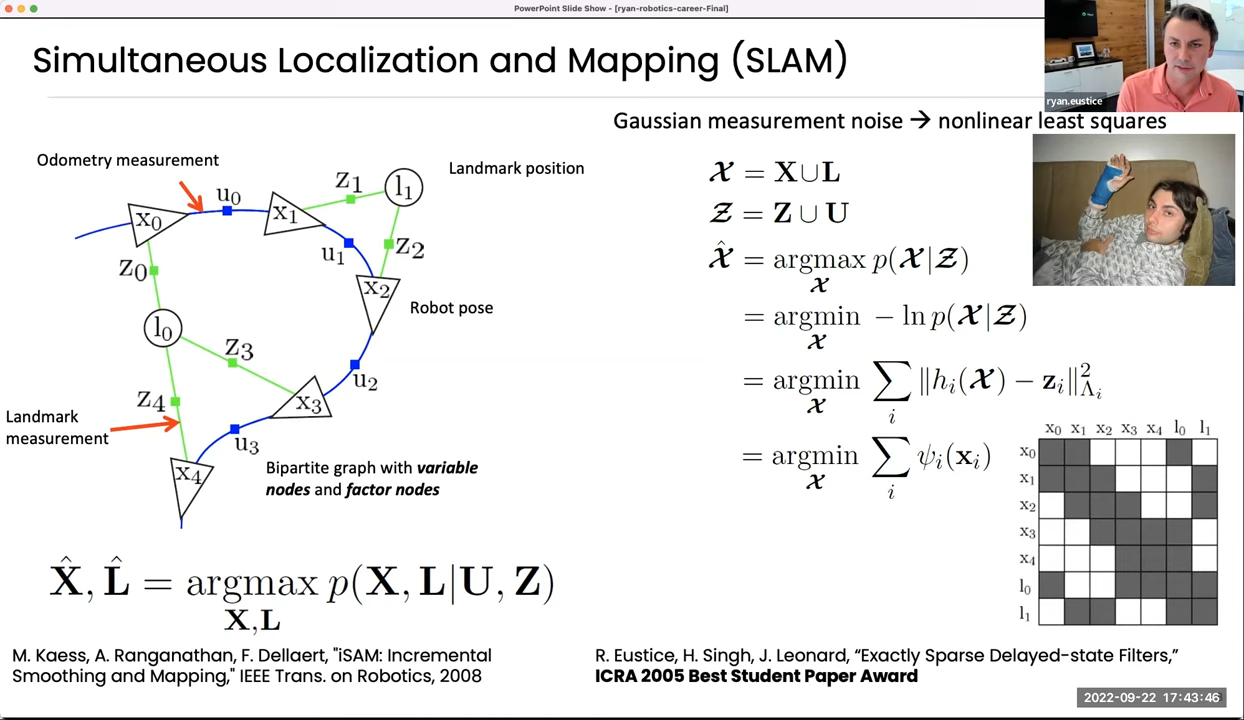 PowerPoint Slide Show - [ryan-robotics-career-Final]
Simultaneous Localization and Mapping (SLAM)
ryan.eustice
Gaussian measurement noise → nonlinear least squares
Odometry measurement
Landmark position
Robot pose
Landmark
measurement
x₀ u₀ x₁ z₁ l₁
z₀ u₁ z₂
x₂
l₀ z₃
u₂
z₄ x₃
u₃
x₄
Bipartite graph with variable
nodes and factor nodes
𝓧 = X∪L
𝓩 = Z ∪ U
𝓧̂ = argmax p(𝓧|𝓩)
𝓧
= argmin − ln p(𝓧|𝓩)
𝓧
= argmin ∑ ‖hᵢ(𝓧) − zᵢ‖²_Λᵢ
𝓧 i
= argmin ∑ ψᵢ(xᵢ)
𝓧 i
x₀ x₁ x₂ x₃ x₄ l₀ l₁
x₀
x₁
x₂
x₃
x₄
l₀
l₁
X̂, L̂ = argmax p(X, L|U, Z)
X,L
M. Kaess, A. Ranganathan, F. Dellaert, "iSAM: Incremental
Smoothing and Mapping," IEEE Trans. on Robotics, 2008
R. Eustice, H. Singh, J. Leonard, “Exactly Sparse Delayed-state Filters,”
ICRA 2005 Best Student Paper Award
2022-09-22 17:43:46